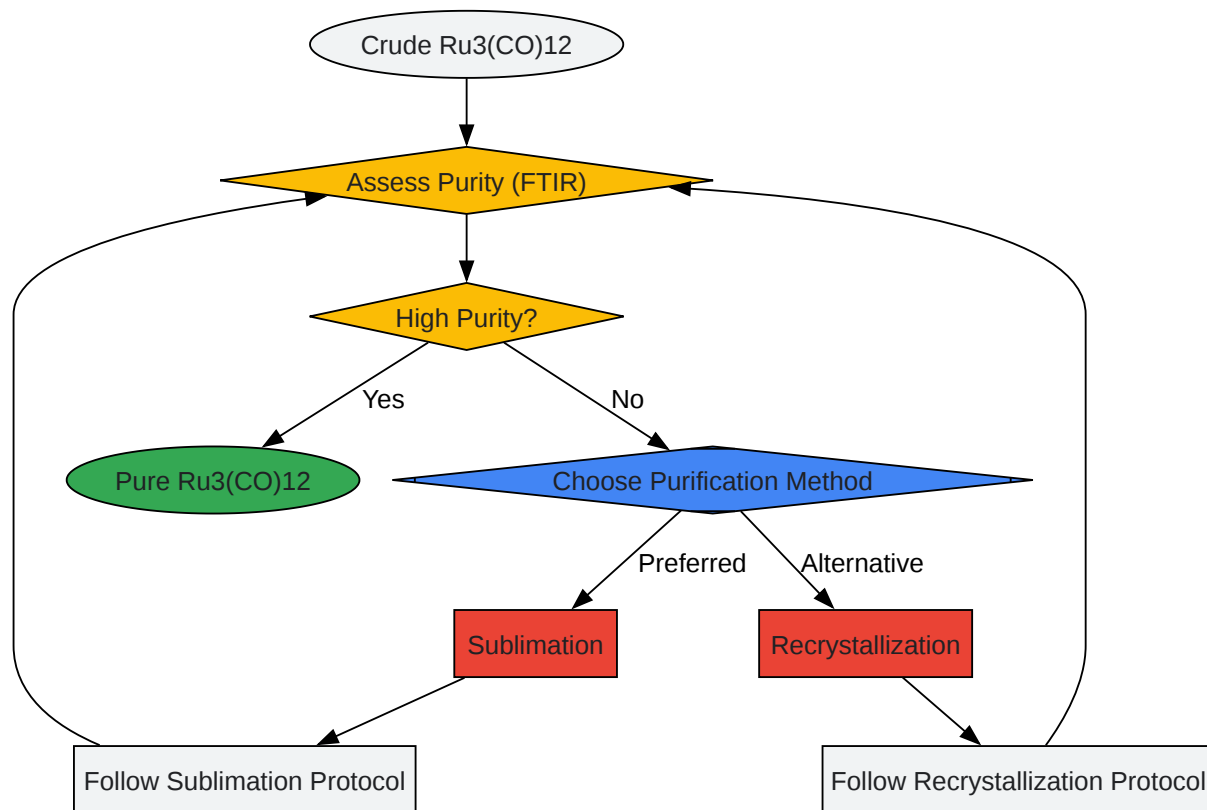 Crude Ru3(CO)12
Assess Purity (FTIR)
High Purity?
Yes
No
Pure Ru3(CO)12
Choose Purification Method
Preferred
Alternative
Sublimation
Recrystallization
Follow Sublimation Protocol
Follow Recrystallization Protocol